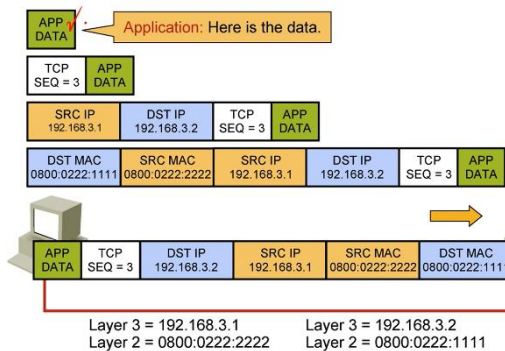 APP
DATA
Application: Here is the data.
TCP
SEQ = 3
APP
DATA
SRC IP
192.168.3.1
DST IP
192.168.3.2
TCP
SEQ = 3
APP
DATA
DST MAC
0800:0222:1111
SRC MAC
0800:0222:2222
SRC IP
192.168.3.1
DST IP
192.168.3.2
TCP
SEQ = 3
APP
DATA
APP
DATA
TCP
SEQ = 3
DST IP
192.168.3.2
SRC IP
192.168.3.1
SRC MAC
0800:0222:2222
DST MAC
0800:0222:111
Layer 3 = 192.168.3.1
Layer 2 = 0800:0222:2222
Layer 3 = 192.168.3.2
Layer 2 = 0800:0222:1111